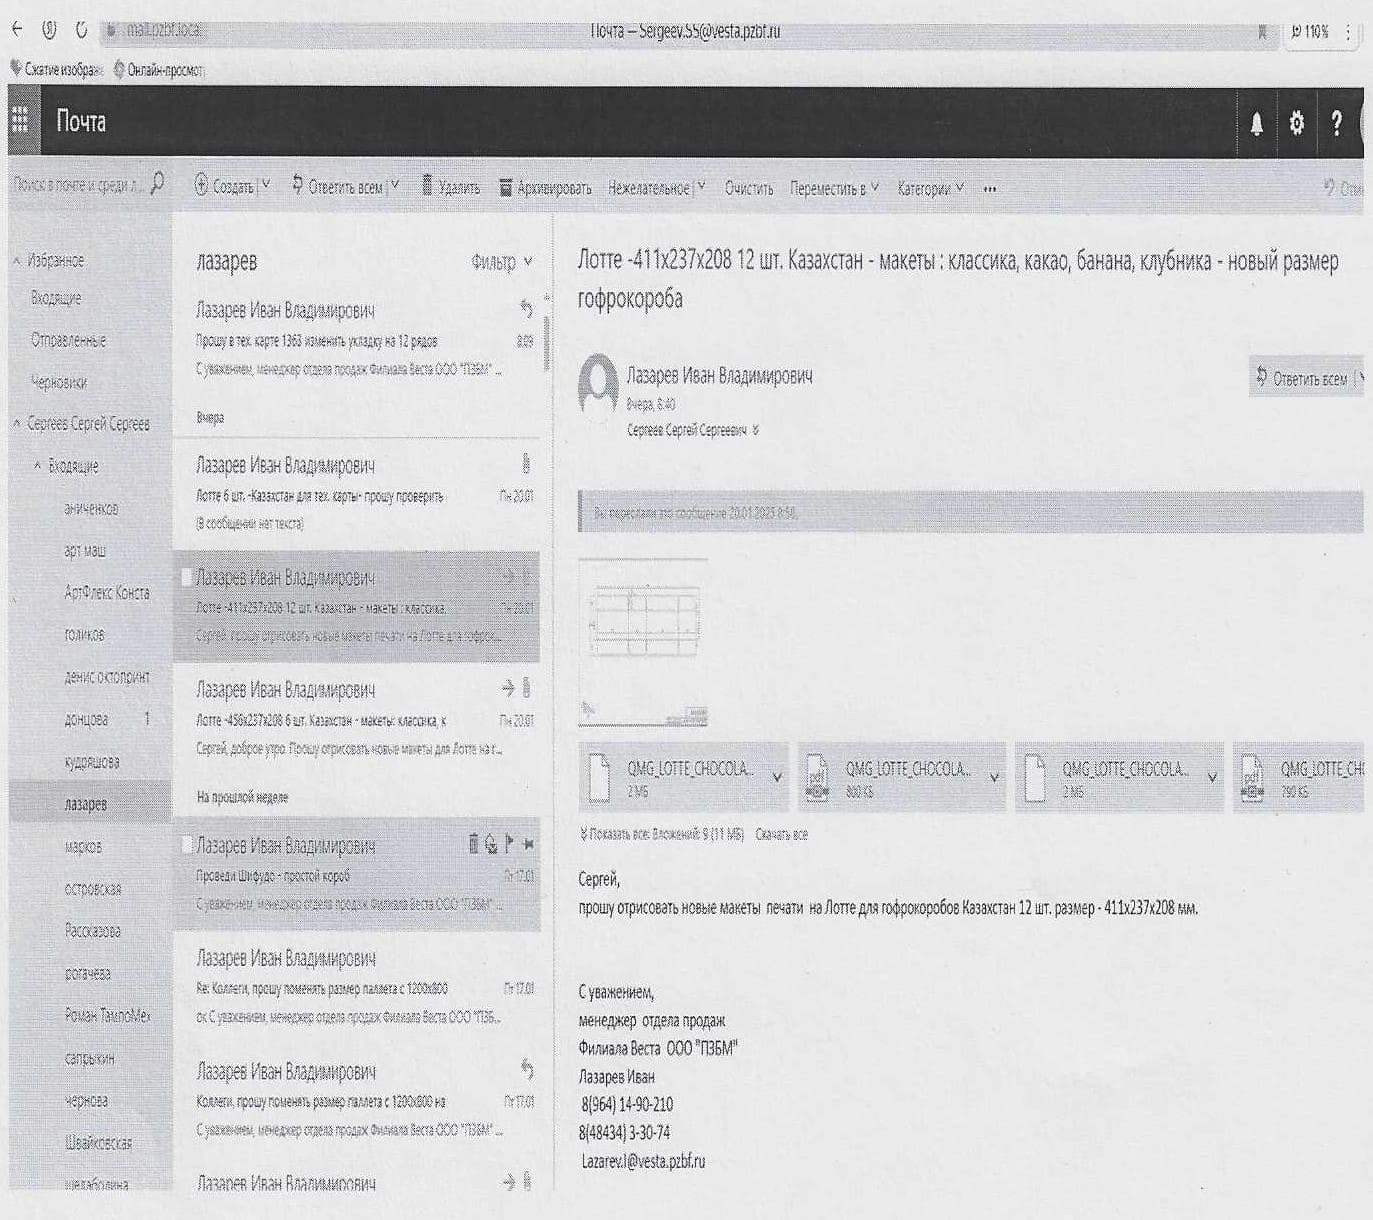 mail.pzbf.local
Почта — Sergeev.SS@vesta.pzbf.ru
110%
Сжатие изображ
Онлайн-просмот
Почта
Поиск в почте и среди л...
Создать
Ответить всем
Удалить
Архивировать
Нежелательное
Очистить
Переместить в
Категории
...
Избранное
Входящие
Отправленные
Черновики
Сергеев Сергей Сергеев
Входящие
аниченков
арт маш
АртФлекс Конста
голиков
денис октопринт
донцова 1
кудряшова
лазарев
марков
островская
Рассказова
рогачева
Роман ТампоМех
сапрыкин
чернова
Швайковская
шелаболина
лазарев
Фильтр
Лазарев Иван Владимирович
Прошу в тех. карте 1363 изменить укладку на 12 рядов 8:09
С уважением, менеджер отдела продаж Филиала Веста ООО "ПЗБМ" ...
Вчера
Лазарев Иван Владимирович
Лотте 6 шт. -Казахстан для тех. карты- прошу проверить Пн 20.01
(В сообщении нет текста)
Лазарев Иван Владимирович
Лотте -411х237х208 12 шт. Казахстан - макеты : классика, Пн 20.01
Сергей, прошу отрисовать новые макеты печати на Лотте для гофрок...
Лазарев Иван Владимирович
Лотте -456х237х208 6 шт. Казахстан - макеты: классика, к Пн 20.01
Сергей, доброе утро. Прошу отрисовать новые макеты для Лотте на г...
На прошлой неделе
Лазарев Иван Владимирович
Проведи Шифудо - простой короб Пт 17.01
С уважением, менеджер отдела продаж Филиала Веста ООО "ПЗБМ" ...
Лазарев Иван Владимирович
Re: Коллеги, прошу поменять размер паллета с 1200х800 Пт 17.01
ок С уважением, менеджер отдела продаж Филиала Веста ООО "ПЗБ...
Лазарев Иван Владимирович
Коллеги, прошу поменять размер паллета с 1200х800 на Пт 17.01
С уважением, менеджер отдела продаж Филиала Веста ООО "ПЗБМ" ...
Лазарев Иван Владимирович
Лотте -411х237х208 12 шт. Казахстан - макеты : классика, какао, банана, клубника - новый размер
гофрокороба
Лазарев Иван Владимирович
Вчера, 8:40
Сергеев Сергей Сергеевич
Ответить всем
Вы переслали это сообщение 20.01.2025 8:50.
QMG_LOTTE_CHOCOLA...
2 МБ
QMG_LOTTE_CHOCOLA...
800 КБ
QMG_LOTTE_CHOCOLA...
2 МБ
QMG_LOTTE_CH
790 КБ
Показать все: Вложений: 9 (11 МБ) Скачать все
Сергей,
прошу отрисовать новые макеты печати на Лотте для гофрокоробов Казахстан 12 шт. размер - 411х237х208 мм.
С уважением,
менеджер отдела продаж
Филиала Веста ООО "ПЗБМ"
Лазарев Иван
8(964) 14-90-210
8(48434) 3-30-74
Lazarev.I@vesta.pzbf.ru